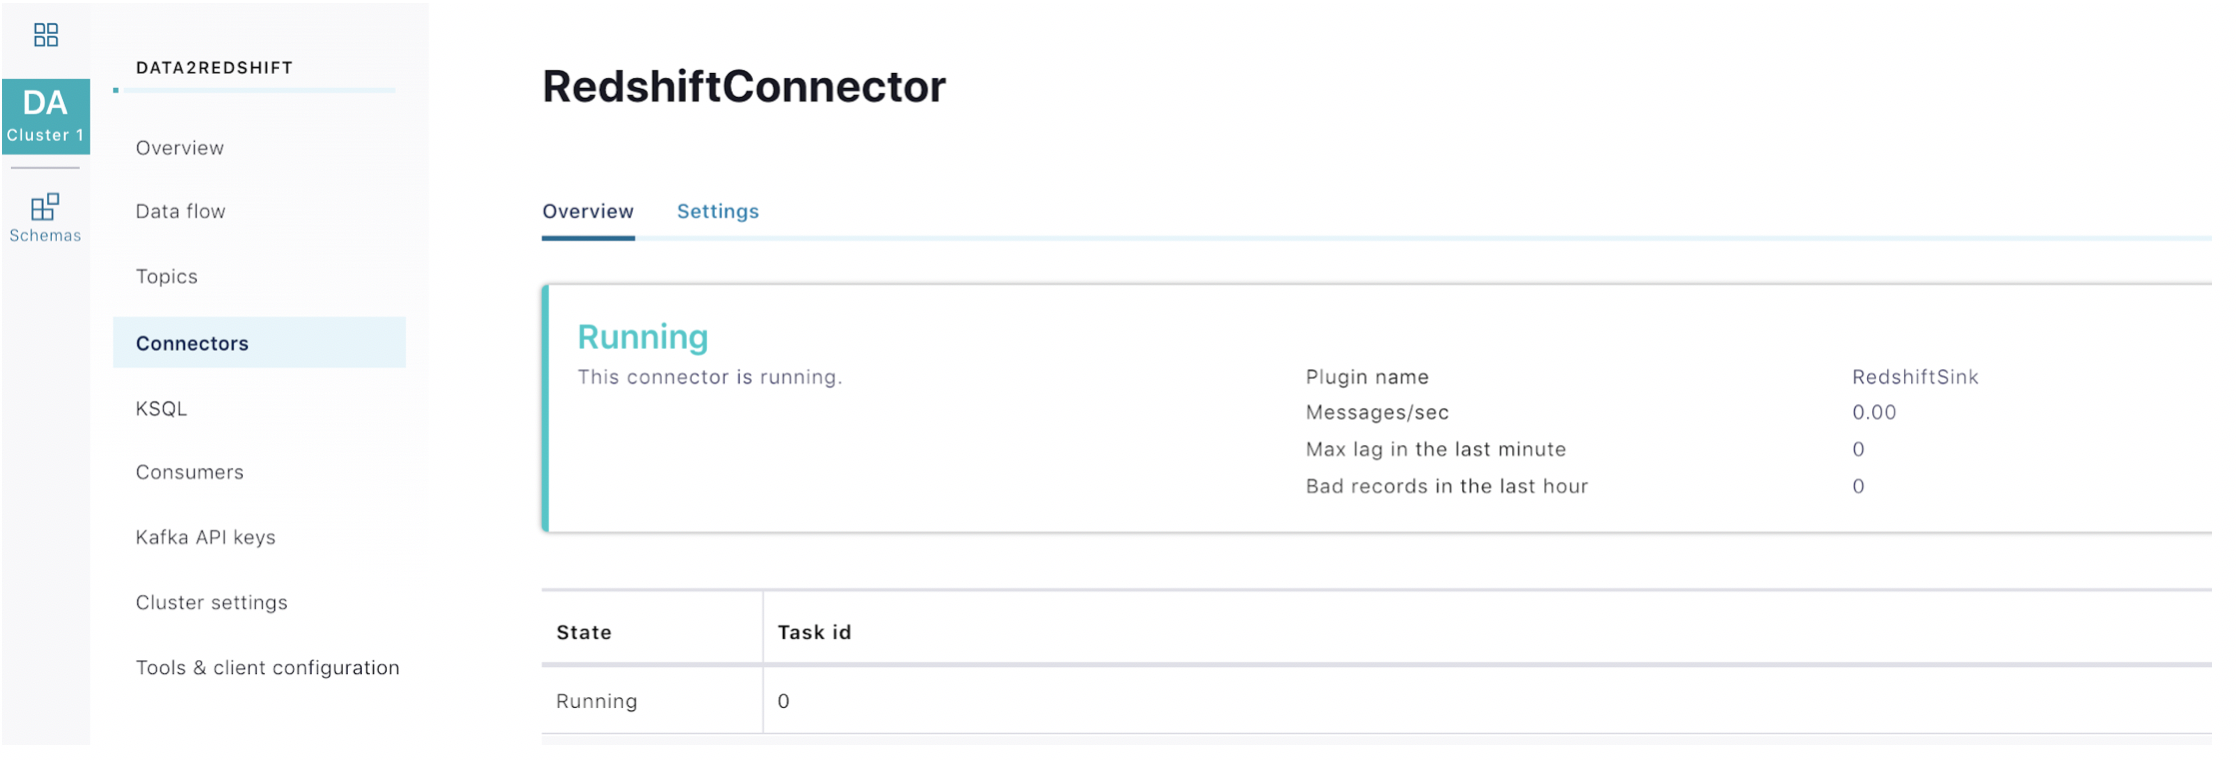 DA
Cluster 1
Schemas
DATA2REDSHIFT
Overview
Data flow
Topics
Connectors
KSQL
Consumers
Kafka API keys
Cluster settings
Tools & client configuration
RedshiftConnector
Overview Settings
Running
This connector is running.
Plugin name RedshiftSink
Messages/sec 0.00
Max lag in the last minute 0
Bad records in the last hour 0
State Task id
Running 0